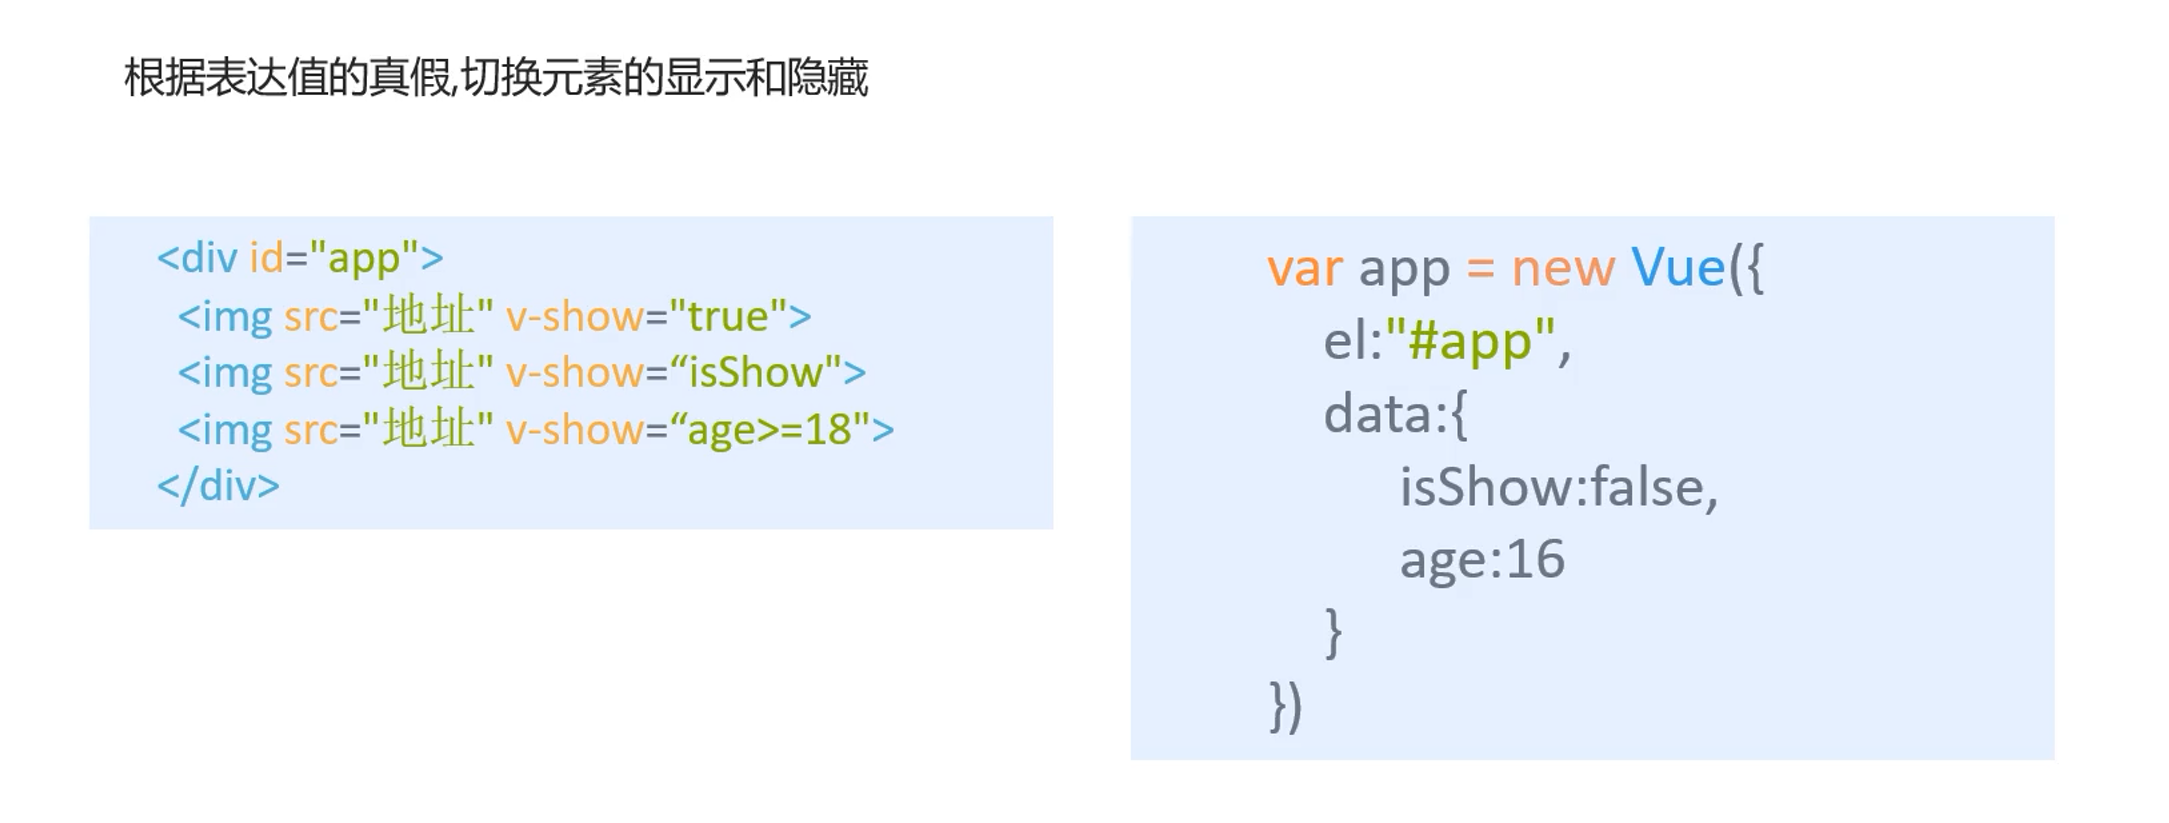 根据表达值的真假,切换元素的显示和隐藏
<div id="app">
<img src="地址" v-show="true">
<img src="地址" v-show=“isShow">
<img src="地址" v-show=“age>=18">
</div>
var app = new Vue({
el:"#app",
data:{
isShow:false,
age:16
}
})